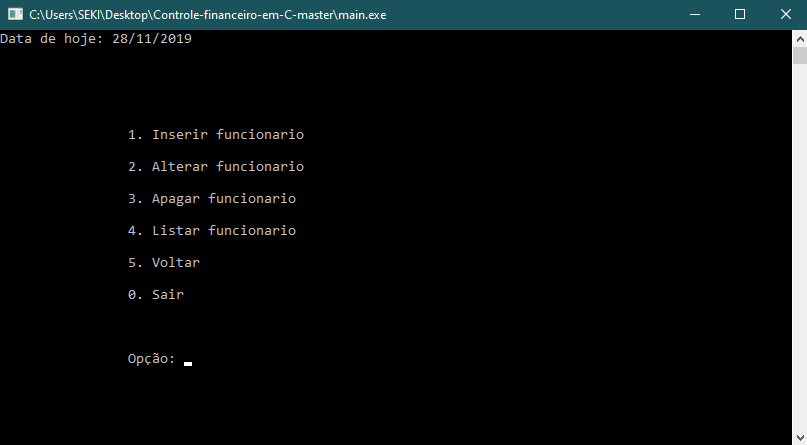 C:\Users\SEKI\Desktop\Controle-financeiro-em-C-master\main.exe
Data de hoje: 28/11/2019
1. Inserir funcionario
2. Alterar funcionario
3. Apagar funcionario
4. Listar funcionario
5. Voltar
0. Sair
Opção: